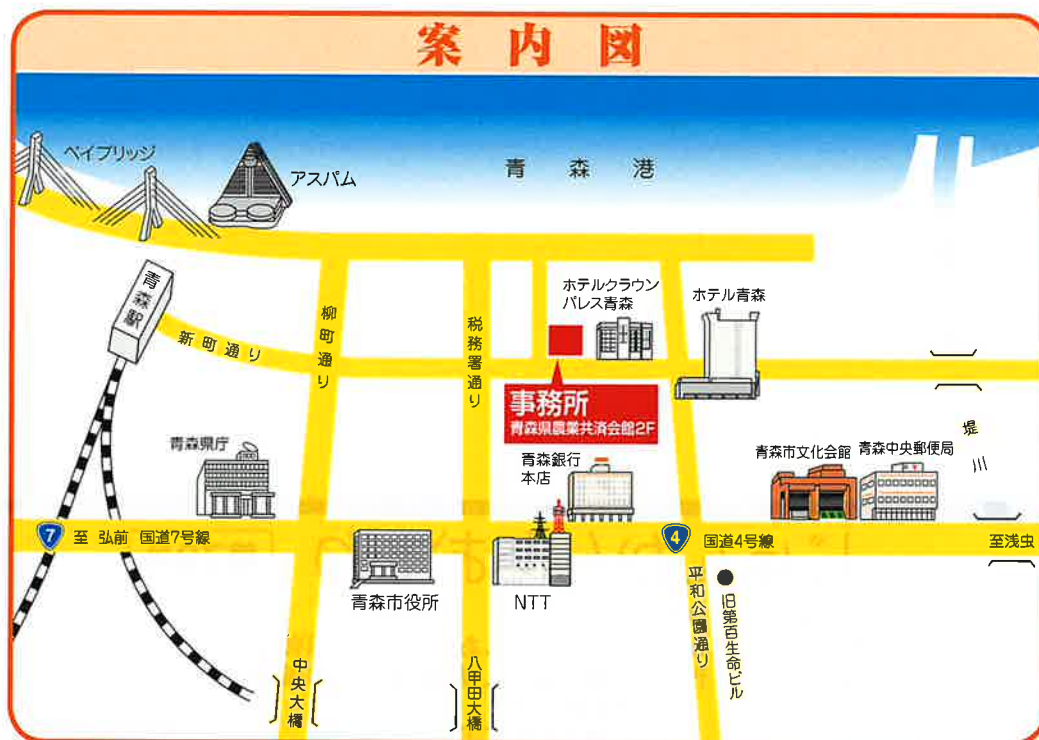 案内図
ベイブリッジ
アスパム
青森港
青森駅
新町通り
柳町通り
税務署通り
ホテルクラウン
パレス青森
ホテル青森
事務所
青森県農業共済会館2F
青森県庁
青森銀行
本店
青森市文化会館
青森中央郵便局
堤川
7
至 弘前 国道7号線
4
国道4号線
至浅虫
青森市役所
NTT
平和公園通り
旧第百生命ビル
中央大橋
八甲田大橋